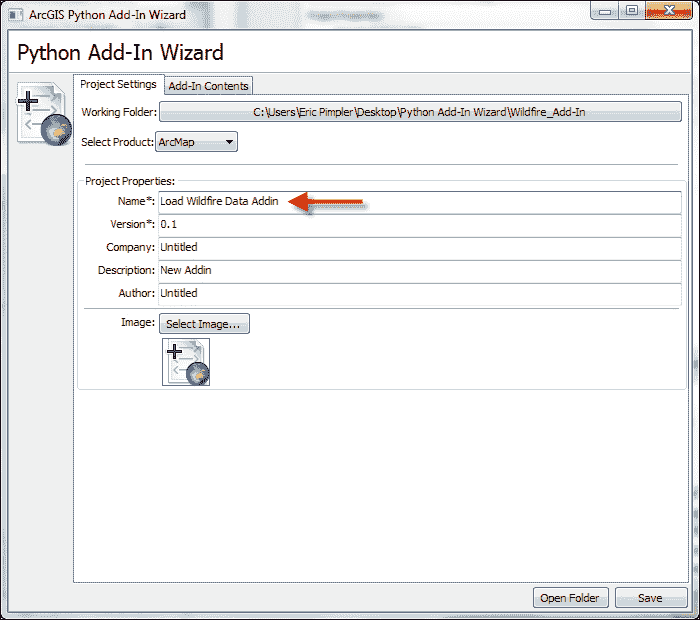 ArcGIS Python Add-In Wizard
Python Add-In Wizard
Project Settings Add-In Contents
Working Folder: C:\Users\Eric Pimpler\Desktop\Python Add-In Wizard\Wildfire_Add-In
Select Product: ArcMap
Project Properties:
Name*: Load Wildfire Data Addin
Version*: 0.1
Company: Untitled
Description: New Addin
Author: Untitled
Image: Select Image...
Open Folder Save